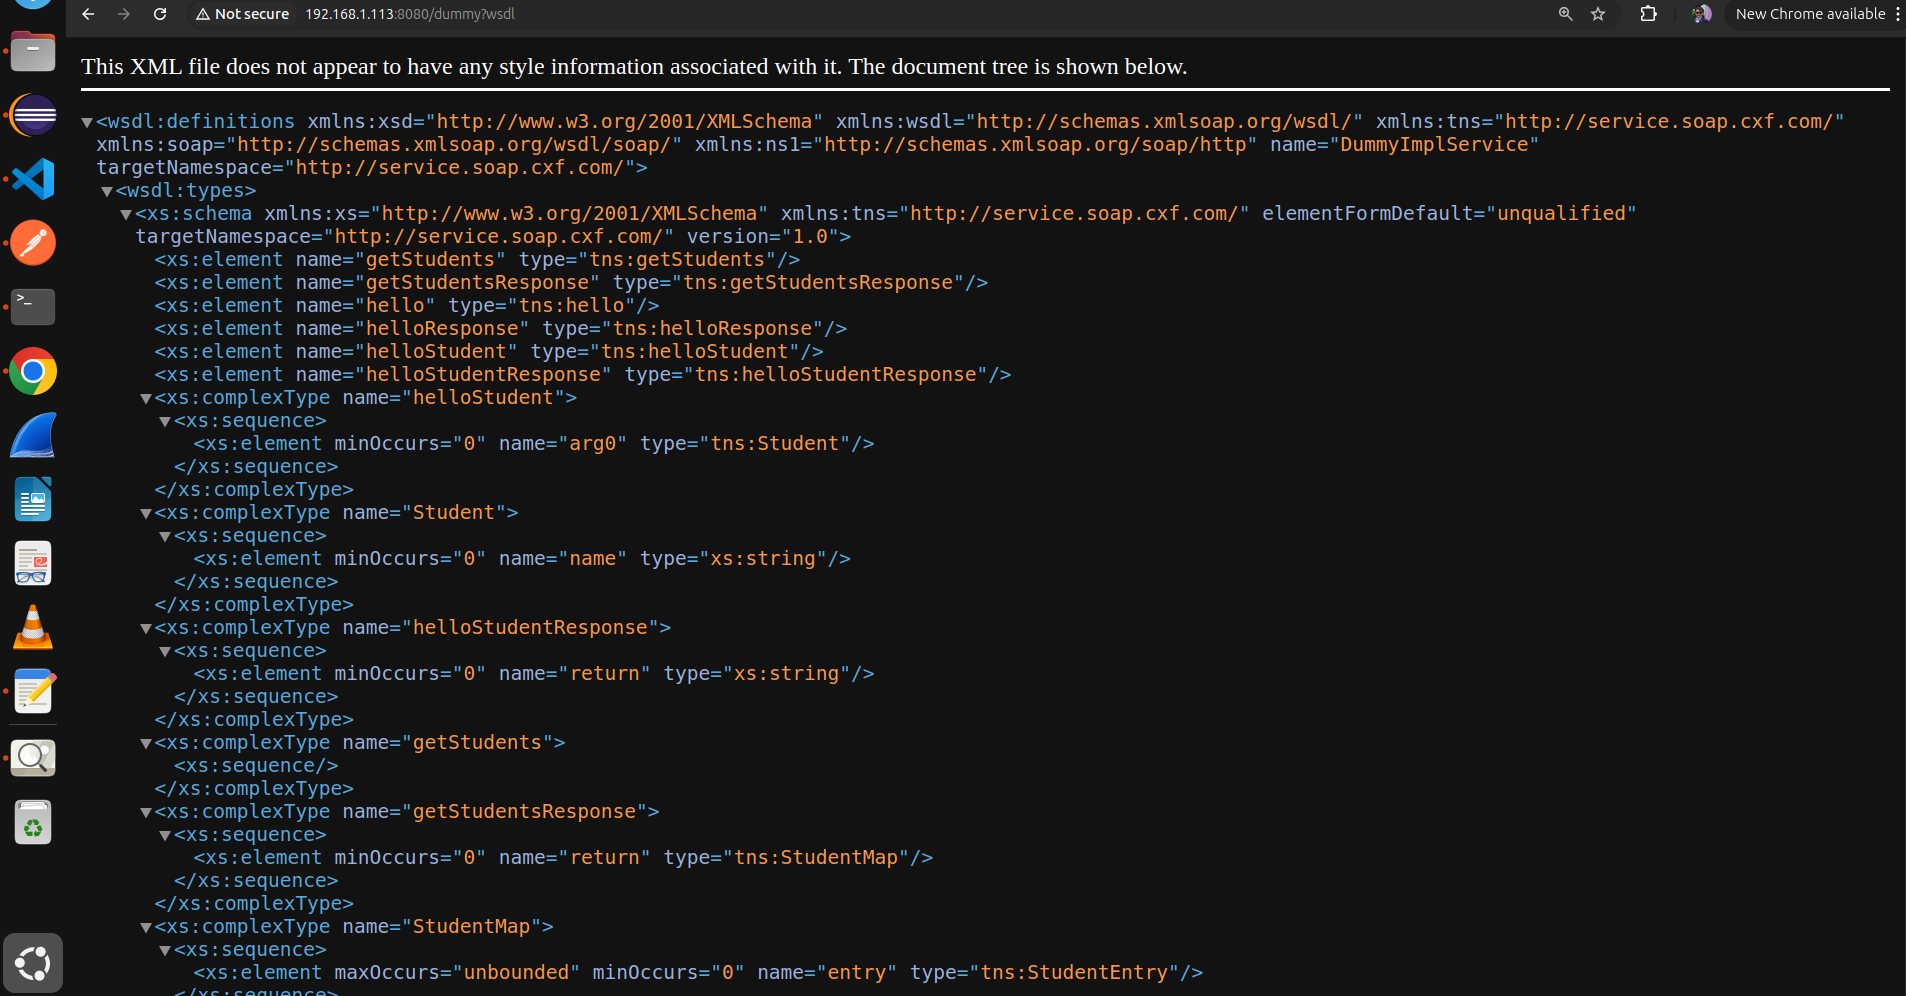 Not secure 192.168.1.113:8080/dummy?wsdl New Chrome available
This XML file does not appear to have any style information associated with it. The document tree is shown below.
<wsdl:definitions xmlns:xsd="http://www.w3.org/2001/XMLSchema" xmlns:wsdl="http://schemas.xmlsoap.org/wsdl/" xmlns:tns="http://service.soap.cxf.com/"
xmlns:soap="http://schemas.xmlsoap.org/wsdl/soap/" xmlns:ns1="http://schemas.xmlsoap.org/soap/http" name="DummyImplService"
targetNamespace="http://service.soap.cxf.com/">
<wsdl:types>
<xs:schema xmlns:xs="http://www.w3.org/2001/XMLSchema" xmlns:tns="http://service.soap.cxf.com/" elementFormDefault="unqualified"
targetNamespace="http://service.soap.cxf.com/" version="1.0">
<xs:element name="getStudents" type="tns:getStudents"/>
<xs:element name="getStudentsResponse" type="tns:getStudentsResponse"/>
<xs:element name="hello" type="tns:hello"/>
<xs:element name="helloResponse" type="tns:helloResponse"/>
<xs:element name="helloStudent" type="tns:helloStudent"/>
<xs:element name="helloStudentResponse" type="tns:helloStudentResponse"/>
<xs:complexType name="helloStudent">
<xs:sequence>
<xs:element minOccurs="0" name="arg0" type="tns:Student"/>
</xs:sequence>
</xs:complexType>
<xs:complexType name="Student">
<xs:sequence>
<xs:element minOccurs="0" name="name" type="xs:string"/>
</xs:sequence>
</xs:complexType>
<xs:complexType name="helloStudentResponse">
<xs:sequence>
<xs:element minOccurs="0" name="return" type="xs:string"/>
</xs:sequence>
</xs:complexType>
<xs:complexType name="getStudents">
<xs:sequence/>
</xs:complexType>
<xs:complexType name="getStudentsResponse">
<xs:sequence>
<xs:element minOccurs="0" name="return" type="tns:StudentMap"/>
</xs:sequence>
</xs:complexType>
<xs:complexType name="StudentMap">
<xs:sequence>
<xs:element maxOccurs="unbounded" minOccurs="0" name="entry" type="tns:StudentEntry"/>
</xs:sequence>